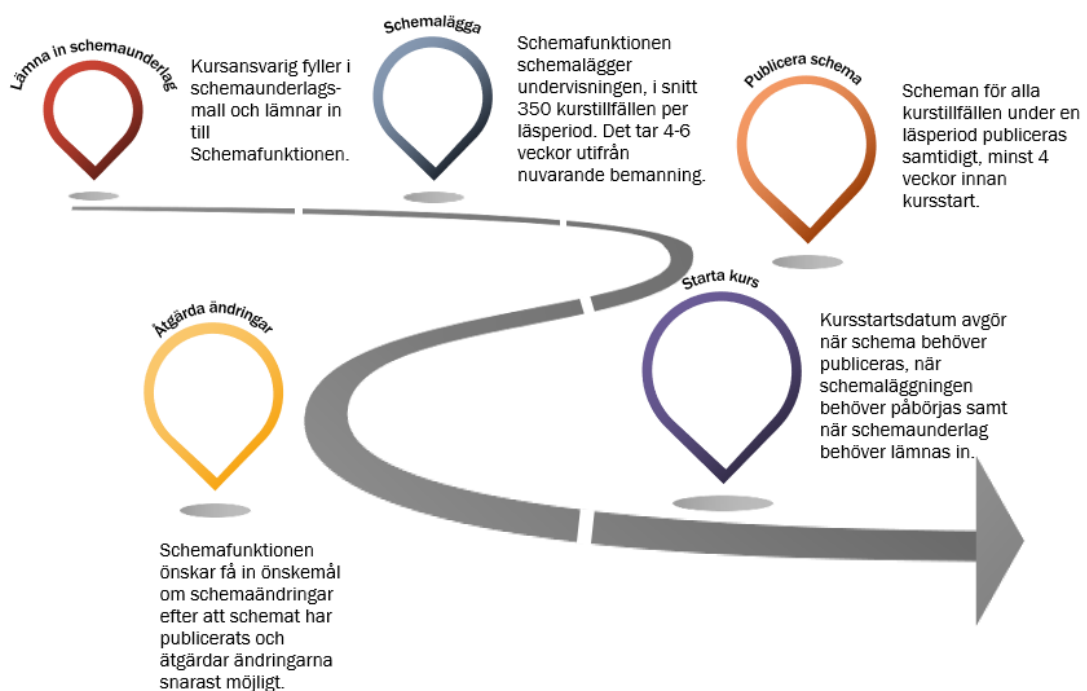 Lämna in schemaunderlag
Kursansvarig fyller i
schemaunderlags-
mall och lämnar in
till
Schemafunktionen.
Schemalägga
Schemafunktionen
schemalägger
undervisningen, i snitt
350 kurstillfällen per
läsperiod. Det tar 4-6
veckor utifrån
nuvarande bemanning.
Publicera schema
Scheman för alla
kurstillfällen under en
läsperiod publiceras
samtidigt, minst 4
veckor innan
kursstart.
Åtgärda ändringar
Schemafunktionen
önskar få in önskemål
om schemaändringar
efter att schemat har
publicerats och
åtgärdar ändringarna
snarast möjligt.
Starta kurs
Kursstartsdatum avgör
när schema behöver
publiceras, när
schemaläggningen
behöver påbörjas samt
när schemaunderlag
behöver lämnas in.